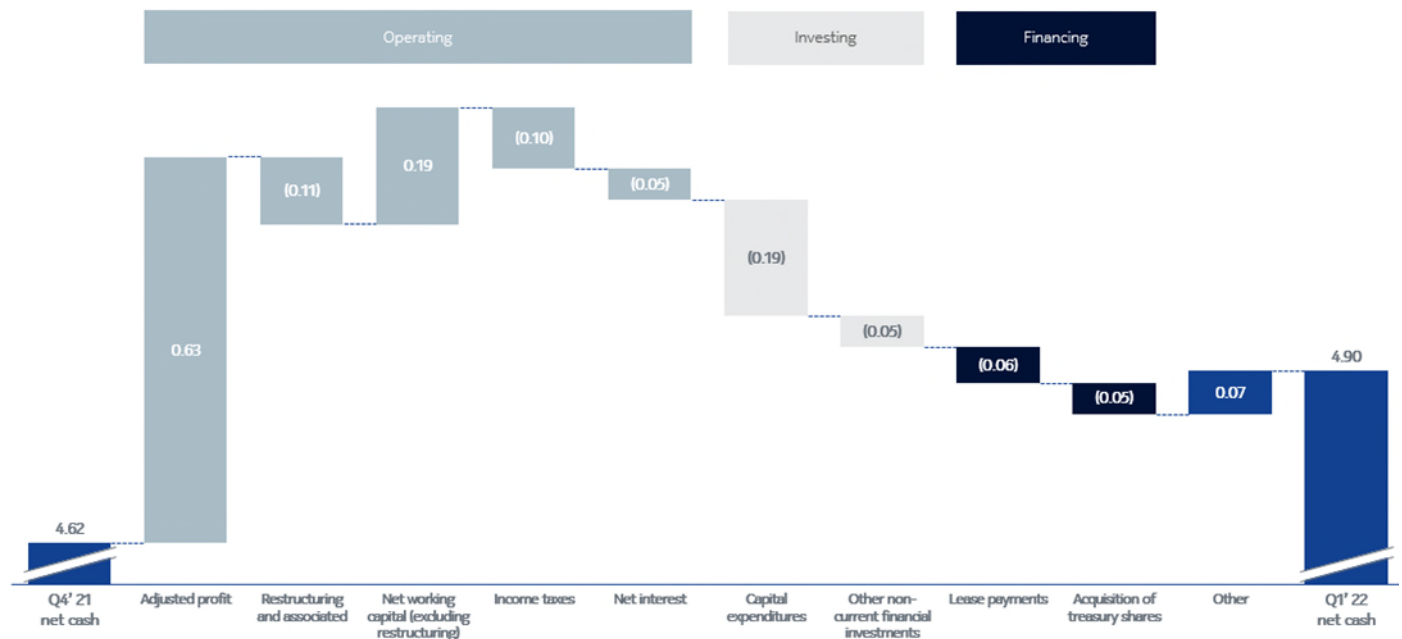 Operating
Investing
Financing
4.62
0.63
(0.11)
0.19
(0.10)
(0.05)
(0.19)
(0.05)
(0.06)
(0.05)
0.07
4.90
Q4’ 21
net cash
Adjusted profit
Restructuring
and associated
Net working
capital (excluding
restructuring)
Income taxes
Net interest
Capital
expenditures
Other non-
current financial
investments
Lease payments
Acquisition of
treasury shares
Other
Q1’ 22
net cash